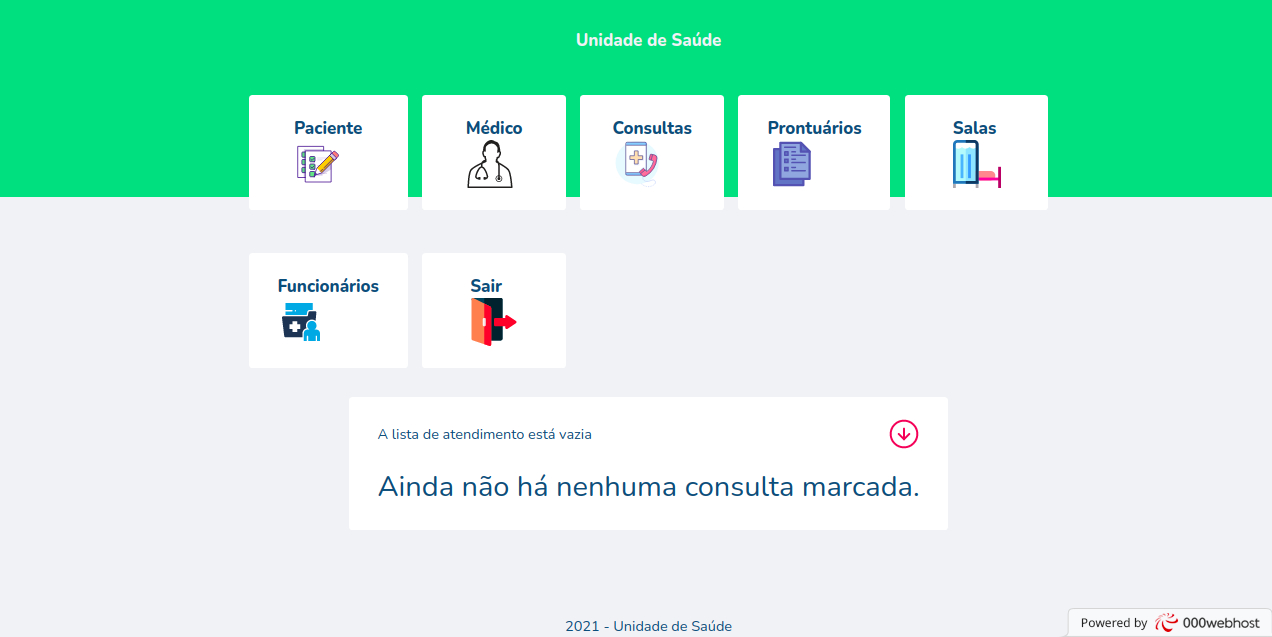 Unidade de Saúde
Paciente
Médico
Consultas
Prontuários
Salas
Funcionários
Sair
A lista de atendimento está vazia
Ainda não há nenhuma consulta marcada.
2021 - Unidade de Saúde
Powered by 000webhost